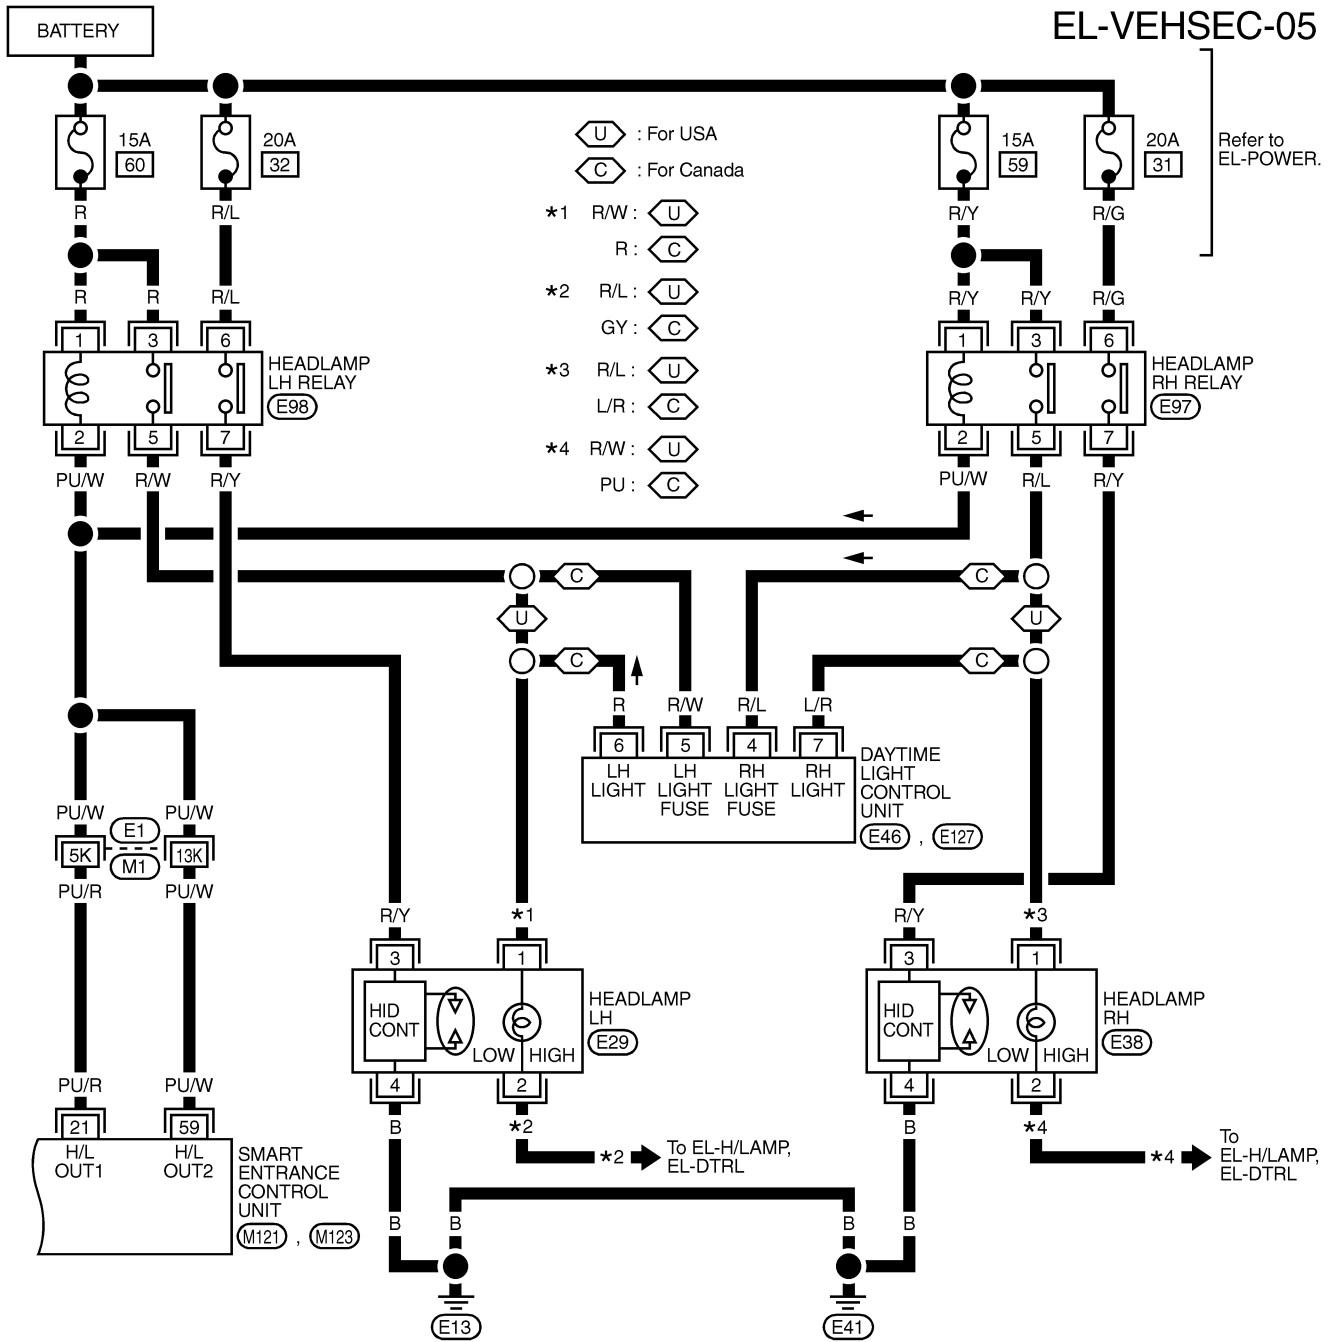 EL-VEHSEC-05
BATTERY
15A
60
20A
32
U : For USA
C : For Canada
15A
59
20A
31
Refer to
EL-POWER.
R
R/L
*1 R/W : U
R : C
R/Y
R/G
*2 R/L : U
GY : C
R
R
R/L
R/Y
R/Y
R/G
1
3
6
HEADLAMP
LH RELAY
E98
2
5
7
*3 R/L : U
L/R : C
1
3
6
HEADLAMP
RH RELAY
E97
2
5
7
*4 R/W : U
PU : C
PU/W
R/W
R/Y
PU/W
R/L
R/Y
C
C
U
U
C
C
R
R/W
R/L
L/R
6
5
4
7
LH
LIGHT
LH
LIGHT
FUSE
RH
LIGHT
FUSE
RH
LIGHT
DAYTIME
LIGHT
CONTROL
UNIT
E46 , E127
PU/W
PU/W
5K
E1
M1
13K
PU/R
PU/W
R/Y
*1
R/Y
*3
3
1
HID
CONT
LOW
HIGH
4
2
HEADLAMP
LH
E29
3
1
HID
CONT
LOW
HIGH
4
2
HEADLAMP
RH
E38
PU/R
PU/W
21
59
H/L
OUT1
H/L
OUT2
SMART
ENTRANCE
CONTROL
UNIT
M121 , M123
B
*2
*2
To EL-H/LAMP,
EL-DTRL
B
*4
*4
To
EL-H/LAMP,
EL-DTRL
B
B
B
B
E13
E41